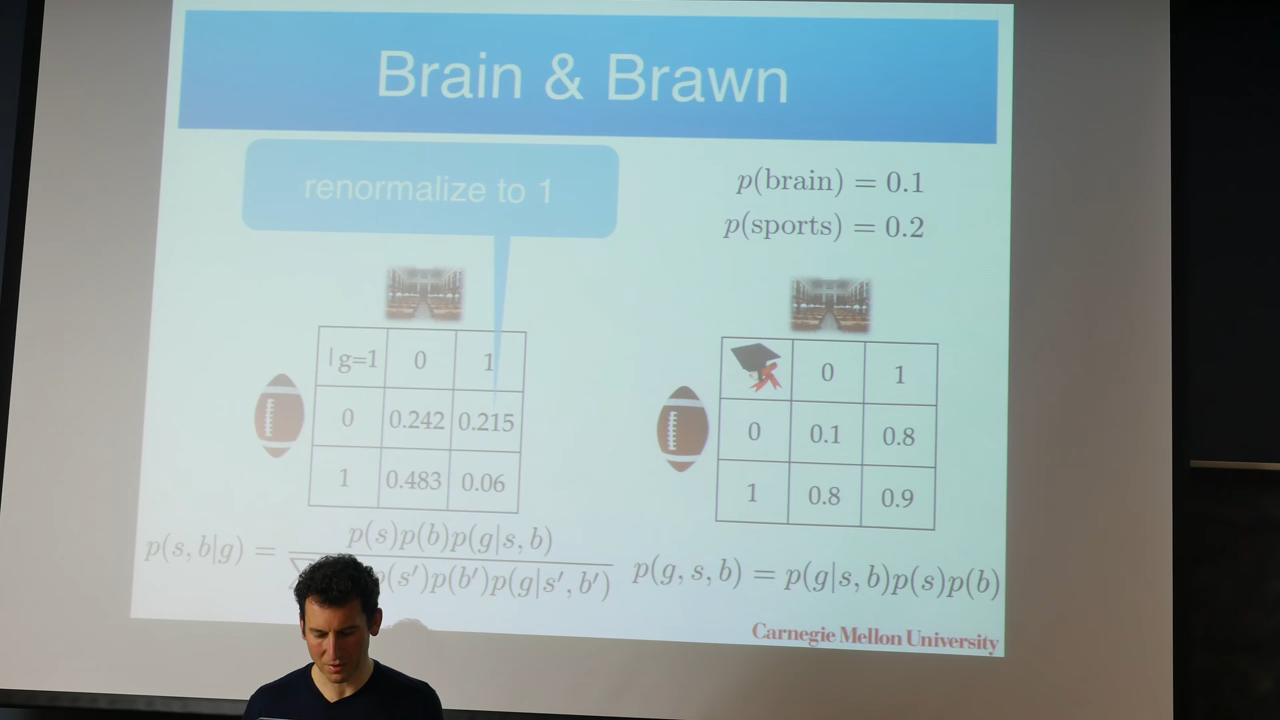 Brain & Brawn
renormalize to 1
p(brain) = 0.1
p(sports) = 0.2
|g=1 0 1
0 0.242 0.215
1 0.483 0.06
0 1
0 0.1 0.8
1 0.8 0.9
p(s, b|g) =
p(s)p(b)p(g|s, b)
p(s′)p(b′)p(g|s′, b′)
p(g, s, b) = p(g|s, b)p(s)p(b)
Carnegie Mellon University